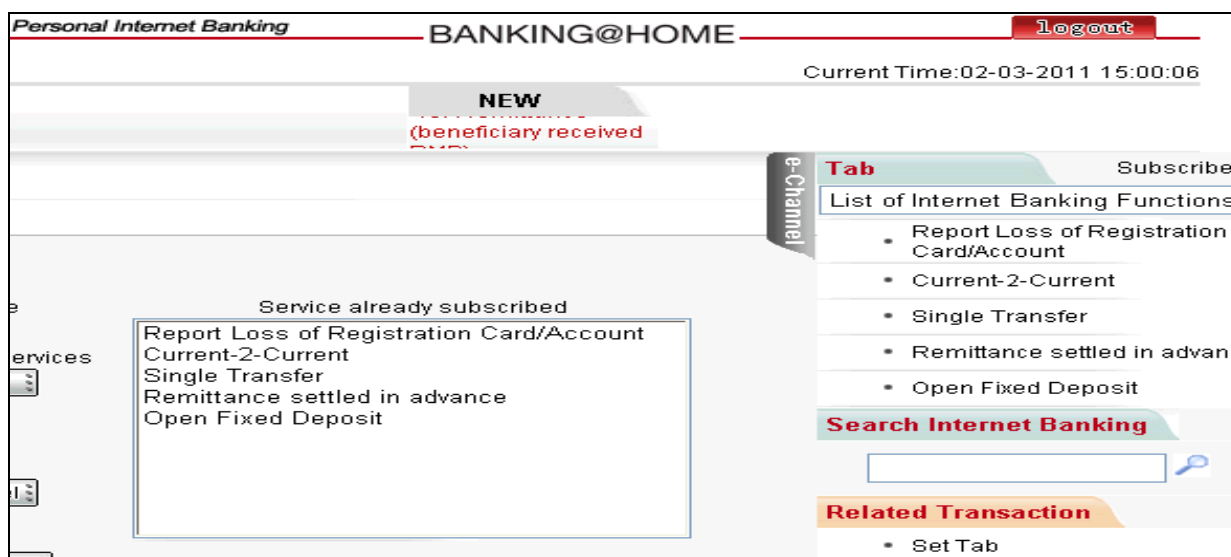 Personal Internet Banking
BANKING@HOME
logout
Current Time:02-03-2011 15:00:06
NEW
(beneficiary received
e-Channel
Tab
Subscribe
List of Internet Banking Functions
Report Loss of Registration
Card/Account
Current-2-Current
Single Transfer
Remittance settled in advan
Open Fixed Deposit
Service already subscribed
ervices
Report Loss of Registration Card/Account
Current-2-Current
Single Transfer
Remittance settled in advance
Open Fixed Deposit
Search Internet Banking
Related Transaction
Set Tab